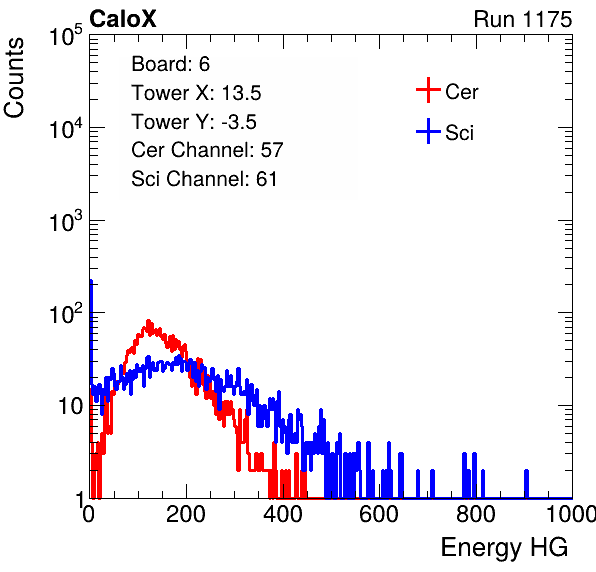 CaloX Run 1175
Counts
10^5
10^4
10^3
10^2
10
1
Board: 6
Tower X: 13.5
Tower Y: -3.5
Cer Channel: 57
Sci Channel: 61
Cer
Sci
0 200 400 600 800 1000
Energy HG